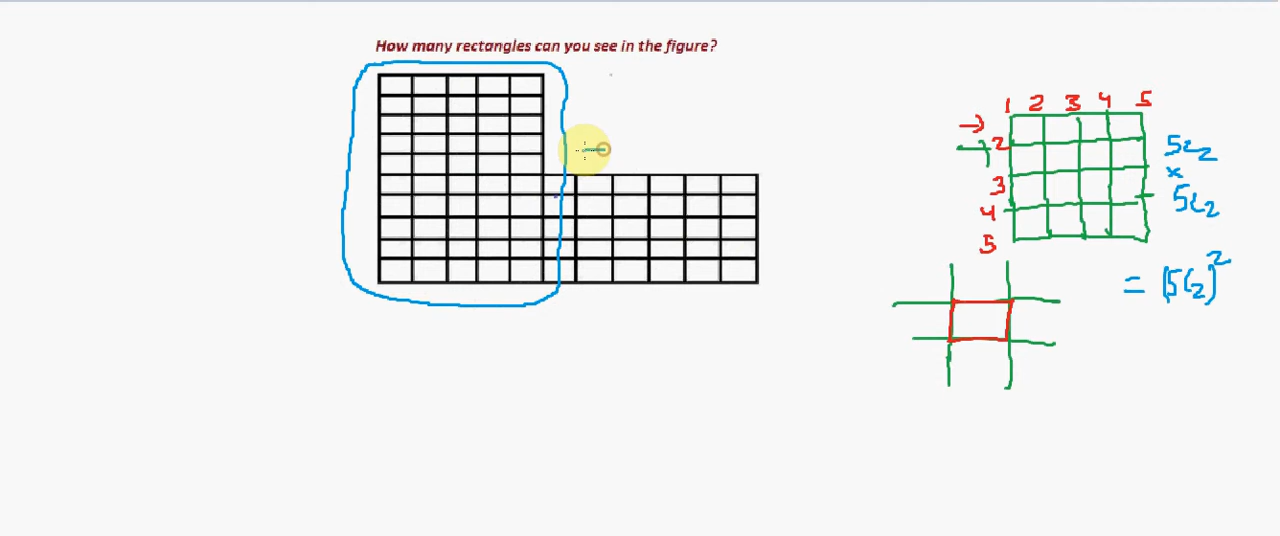 How many rectangles can you see in the figure?
1 2 3 4 5
2
3
4
5
5C2
x
5C2
= (5C2)2